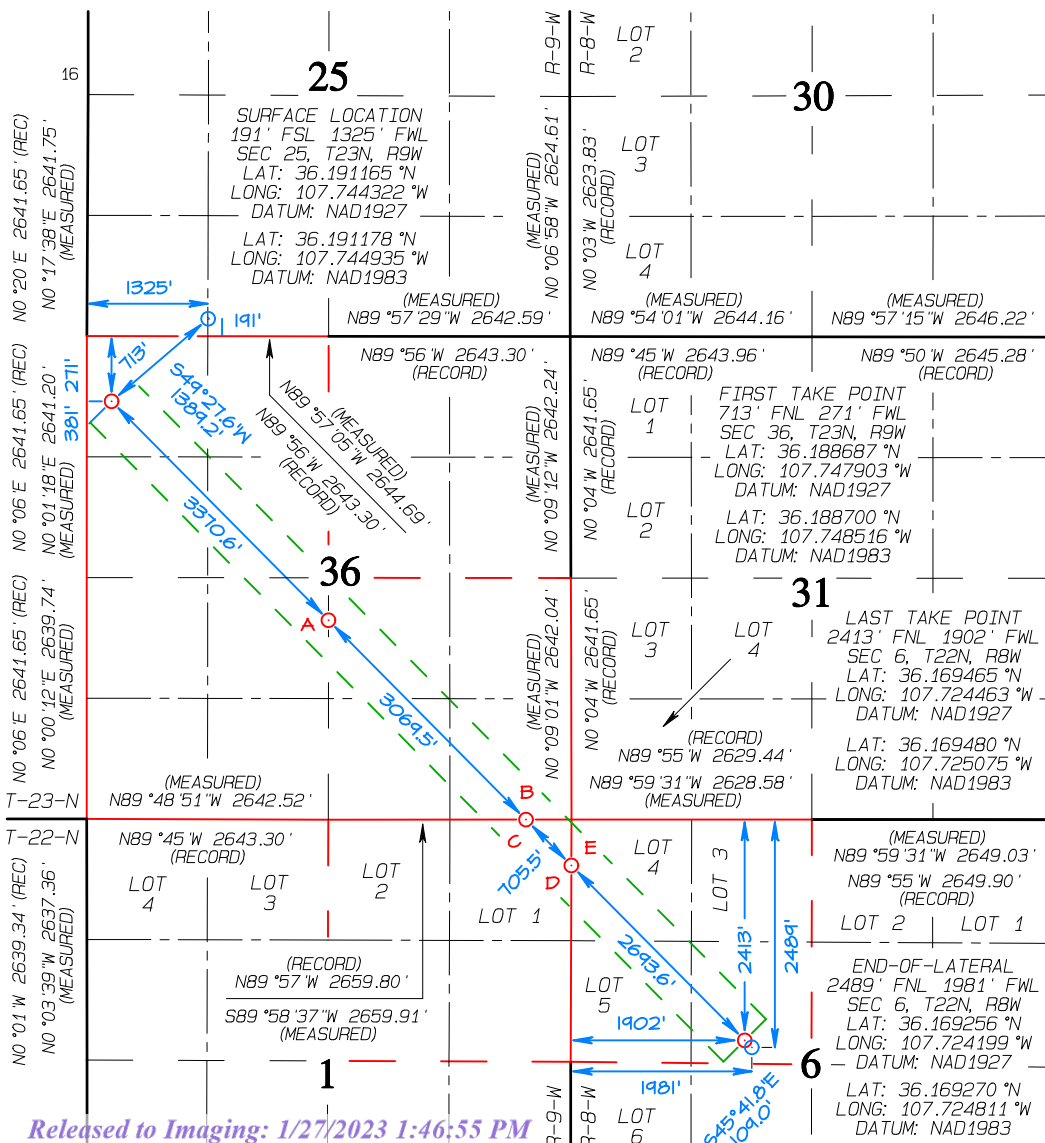 16
25
R-9-W
R-8-W
LOT
2
30
SURFACE LOCATION
191' FSL 1325' FWL
SEC 25, T23N, R9W
LAT: 36.191165 °N
LONG: 107.744322 °W
DATUM: NAD1927
LAT: 36.191178 °N
LONG: 107.744935 °W
DATUM: NAD1983
N0 °20'E 2641.65' (REC)
N0 °17'38"E 2641.75'
(MEASURED)
(MEASURED)
N0 °06'58"W 2624.61'
N0 °03'W 2623.83'
(RECORD)
LOT
3
LOT
4
1325'
191'
(MEASURED)
N89 °57'29"W 2642.59'
(MEASURED)
N89 °54'01"W 2644.16'
(MEASURED)
N89 °57'15"W 2646.22'
N89 °56'W 2643.30'
(RECORD)
N89 °45'W 2643.96'
(RECORD)
N89 °50'W 2645.28'
(RECORD)
713'
271'
381'
S49°27.6'W
1389.2'
(MEASURED)
N89 °57'05"W 2644.69'
N89 °56'W 2643.30'
(RECORD)
N0 °06'E 2641.65' (REC)
N0 °01'18"E 2641.20'
(MEASURED)
(MEASURED)
N0 °09'12"W 2642.24'
N0 °04'W 2641.65'
(RECORD)
LOT
1
LOT
2
FIRST TAKE POINT
713' FNL 271' FWL
SEC 36, T23N, R9W
LAT: 36.188687 °N
LONG: 107.747903 °W
DATUM: NAD1927
LAT: 36.188700 °N
LONG: 107.748516 °W
DATUM: NAD1983
3370.6'
36
31
A
3069.5'
N0 °06'E 2641.65' (REC)
N0 °00'12"E 2639.74'
(MEASURED)
(MEASURED)
N0 °09'01"W 2642.04'
N0 °04'W 2641.65'
(RECORD)
LOT
3
LOT
4
LAST TAKE POINT
2413' FNL 1902' FWL
SEC 6, T22N, R8W
LAT: 36.169465 °N
LONG: 107.724463 °W
DATUM: NAD1927
LAT: 36.169480 °N
LONG: 107.725075 °W
DATUM: NAD1983
(RECORD)
N89 °55'W 2629.44'
N89 °59'31"W 2628.58'
(MEASURED)
(MEASURED)
N89 °48'51"W 2642.52'
T-23-N
T-22-N
N89 °45'W 2643.30'
(RECORD)
B
C
705.5'
D
E
(MEASURED)
N89 °59'31"W 2649.03'
N89 °55'W 2649.90'
(RECORD)
N0 °01'W 2639.34' (REC)
N0 °03'39"W 2637.36'
(MEASURED)
LOT
4
LOT
3
LOT
2
LOT 1
LOT
4
LOT 3
LOT 2
LOT 1
(RECORD)
N89 °57'W 2659.80'
S89 °58'37"W 2659.91'
(MEASURED)
2693.6'
2413'
2489'
LOT
5
1902'
1981'
END-OF-LATERAL
2489' FNL 1981' FWL
SEC 6, T22N, R8W
LAT: 36.169256 °N
LONG: 107.724199 °W
DATUM: NAD1927
LAT: 36.169270 °N
LONG: 107.724811 °W
DATUM: NAD1983
1
6
R-9-W
R-8-W
LOT
6
S45°41.8'E
109.0'
Released to Imaging: 1/27/2023 1:46:55 PM